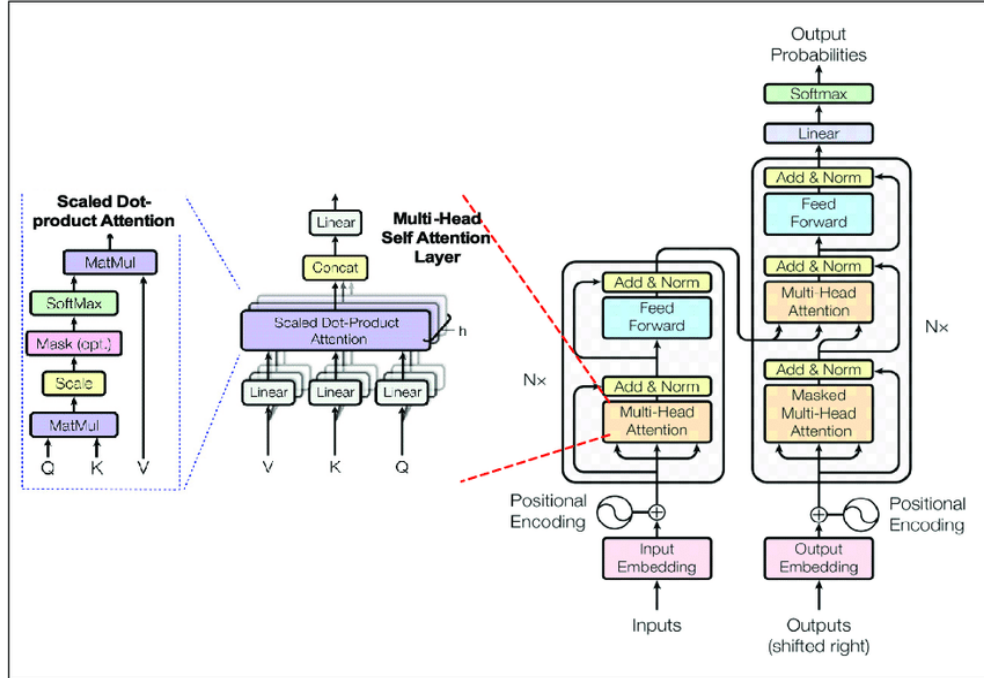 Scaled Dot-
product Attention
MatMul
SoftMax
Mask (opt.)
Scale
MatMul
Q K V
Multi-Head
Self Attention
Layer
Linear
Concat
Scaled Dot-Product
Attention
h
Linear Linear Linear
V K Q
Output
Probabilities
Softmax
Linear
Add & Norm
Feed
Forward
Add & Norm
Multi-Head
Attention
Nx
Add & Norm
Masked
Multi-Head
Attention
Add & Norm
Feed
Forward
Nx
Add & Norm
Multi-Head
Attention
Positional
Encoding
Positional
Encoding
Input
Embedding
Output
Embedding
Inputs
Outputs
(shifted right)